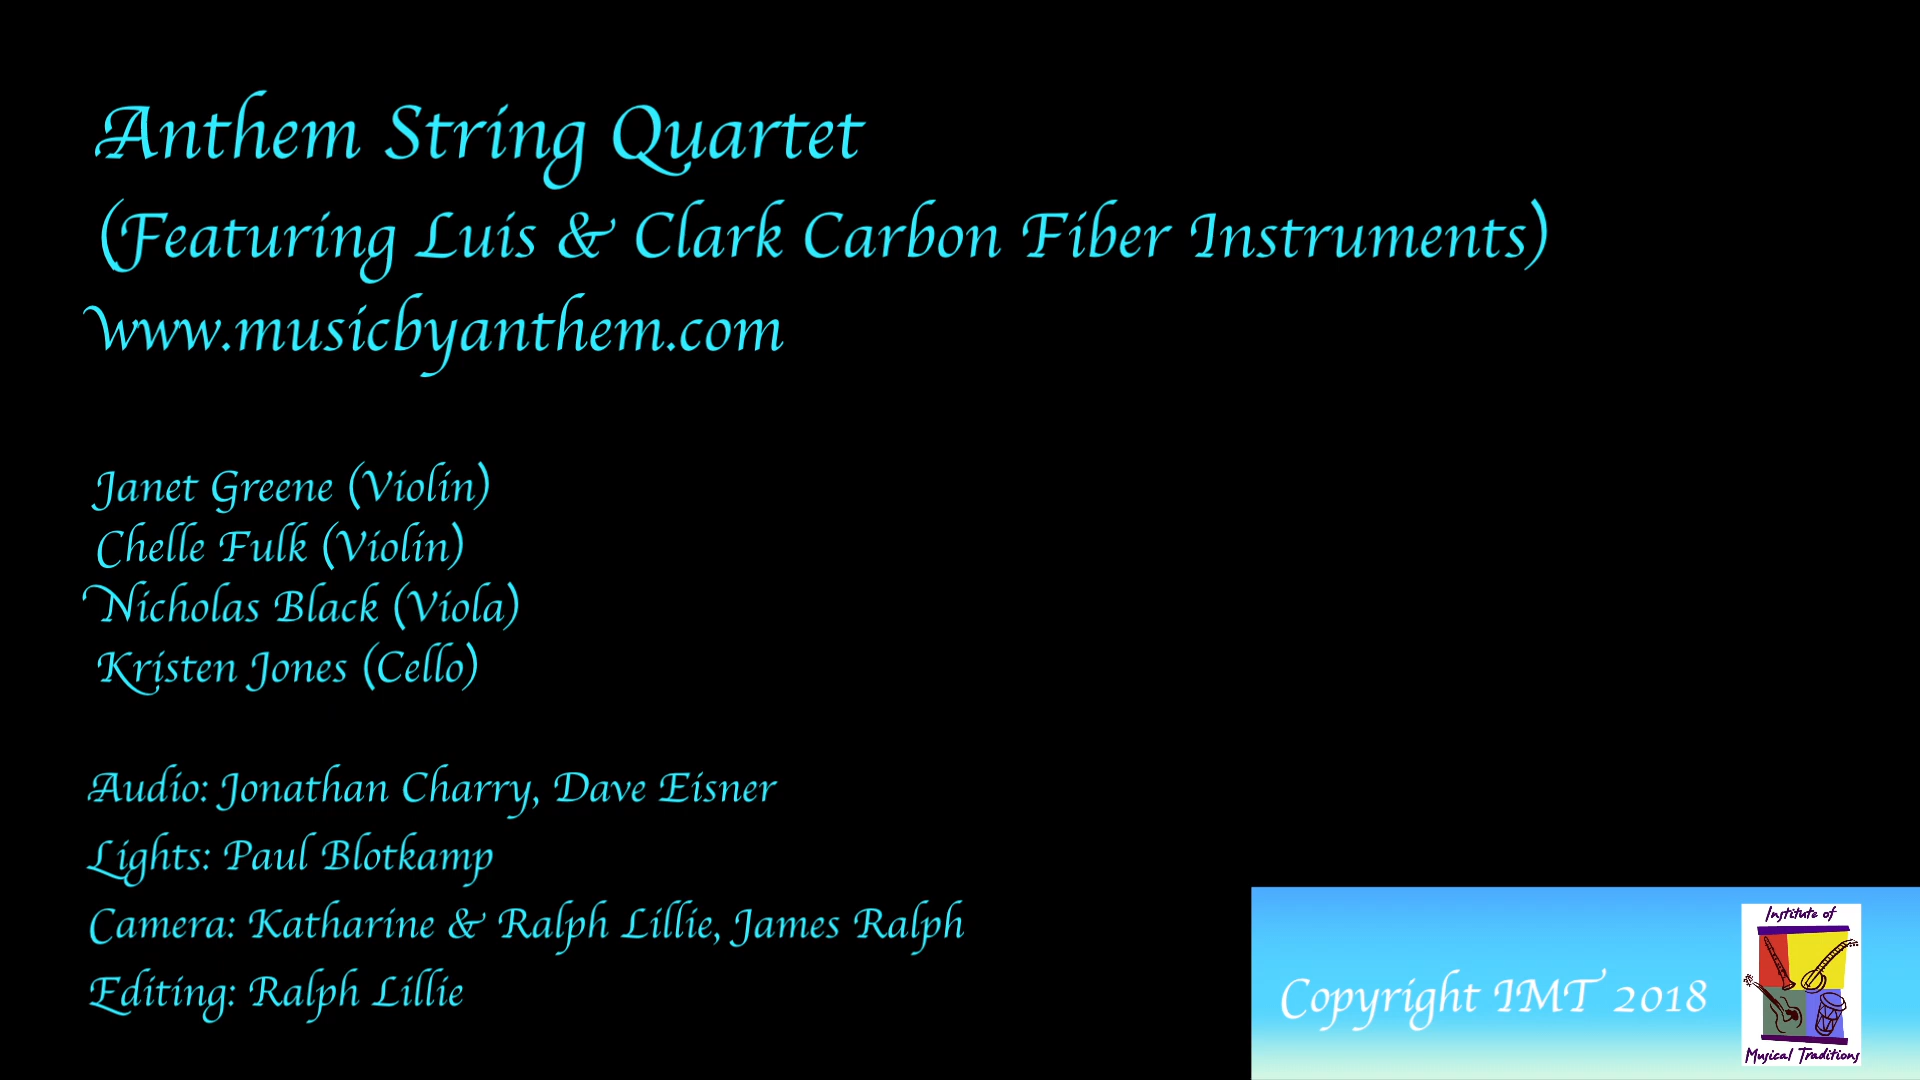 Anthem String Quartet
(Featuring Luis & Clark Carbon Fiber Instruments)
www.musicbyanthem.com
Janet Greene (Violin)
Chelle Fulk (Violin)
Nicholas Black (Viola)
Kristen Jones (Cello)
Audio: Jonathan Charry, Dave Eisner
Lights: Paul Blotkamp
Camera: Katharine & Ralph Lillie, James Ralph
Editing: Ralph Lillie
Copyright IMT 2018
Institute of
Musical Traditions